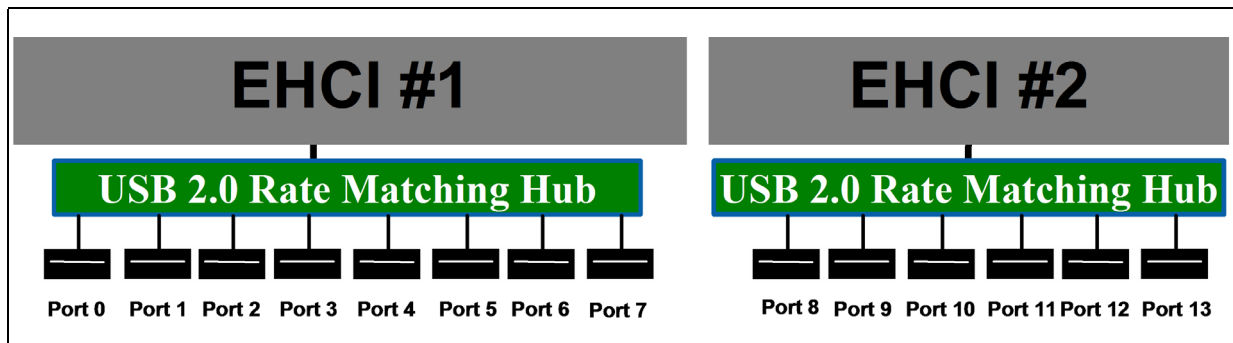 EHCI #1
EHCI #2
USB 2.0 Rate Matching Hub
USB 2.0 Rate Matching Hub
Port 0 Port 1 Port 2 Port 3 Port 4 Port 5 Port 6 Port 7
Port 8 Port 9 Port 10 Port 11 Port 12 Port 13